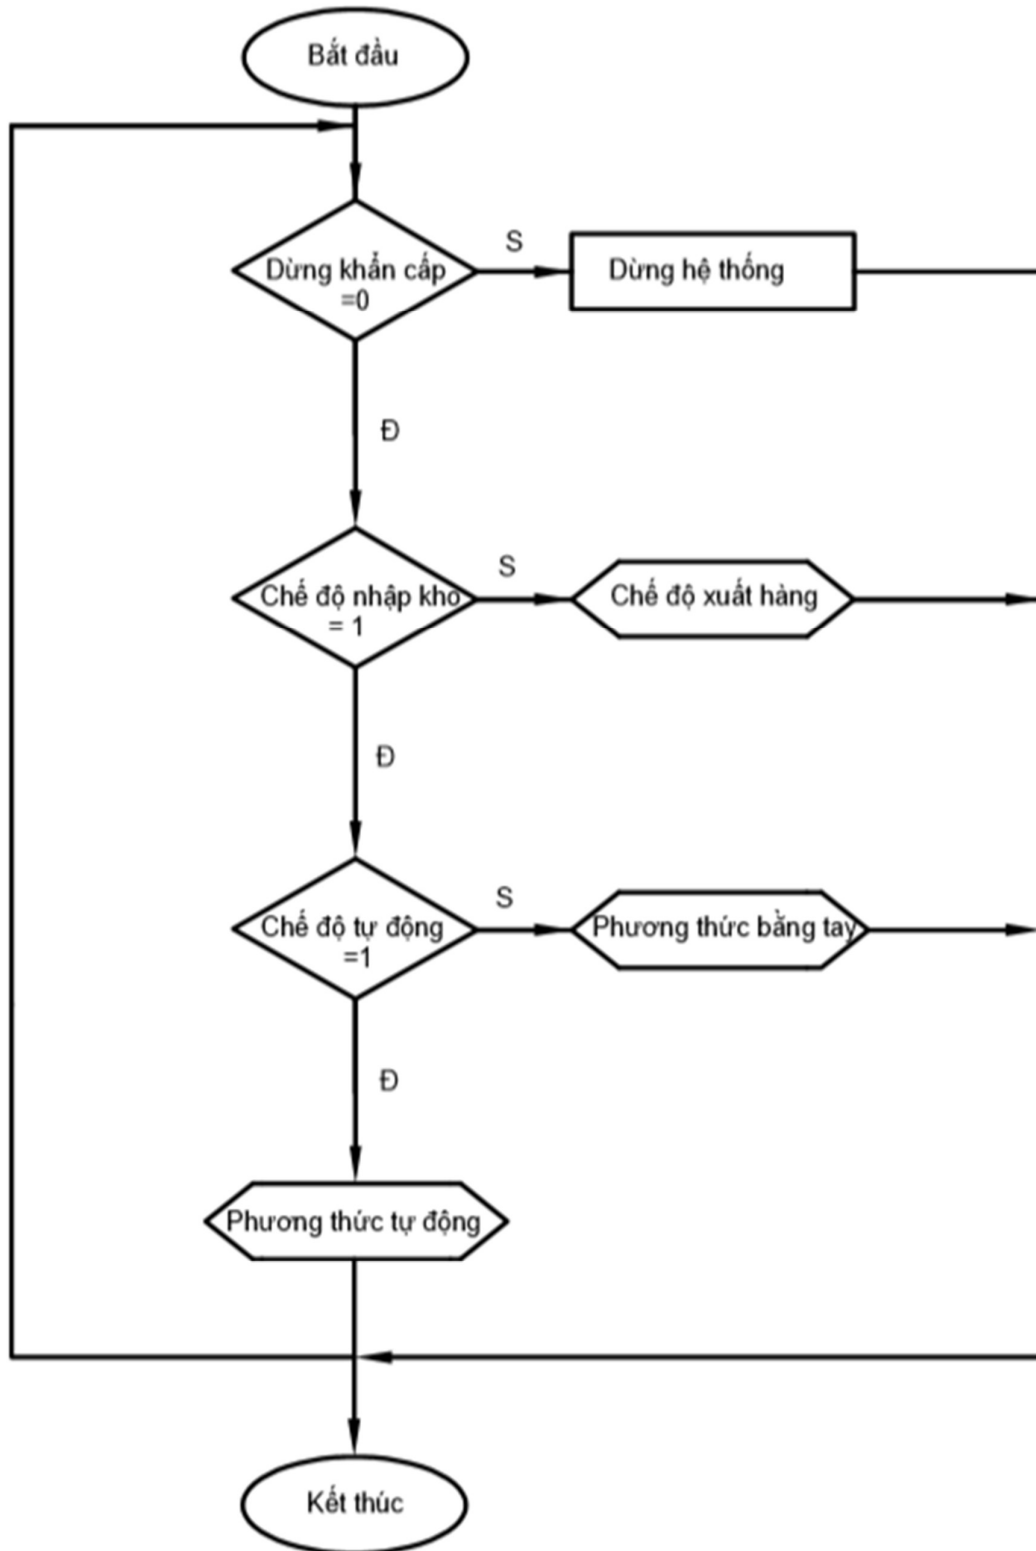 Bắt đầu
Dừng khẩn cấp
=0
S
Dừng hệ thống
Đ
Chế độ nhập kho
= 1
S
Chế độ xuất hàng
Đ
Chế độ tự động
=1
S
Phương thức bằng tay
Đ
Phương thức tự động
Kết thúc